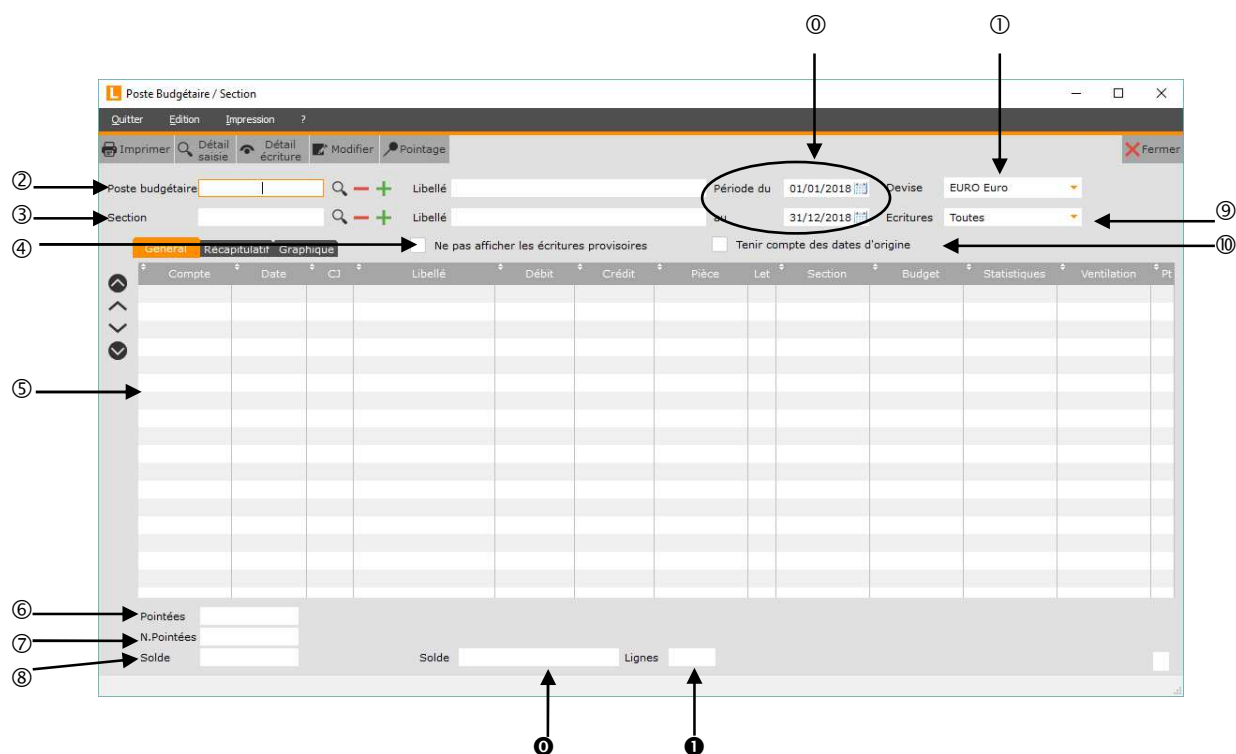 ⓪ ①
L Poste Budgétaire / Section
Quitter Edition Impression ?
Imprimer Détail saisie Détail écriture Modifier Pointage Fermer
② Poste budgétaire Libellé Période du 01/01/2018 Devise EURO Euro
③ Section Libellé au 31/12/2018 Ecritures Toutes ⑨
④ Général Récapitulatif Graphique Ne pas afficher les écritures provisoires Tenir compte des dates d'origine ⑩
Compte Date CJ Libellé Débit Crédit Pièce Let Section Budget Statistiques Ventilation Pt
⑤
⑥ Pointées
⑦ N.Pointées
⑧ Solde Solde Lignes
⓿ ❶